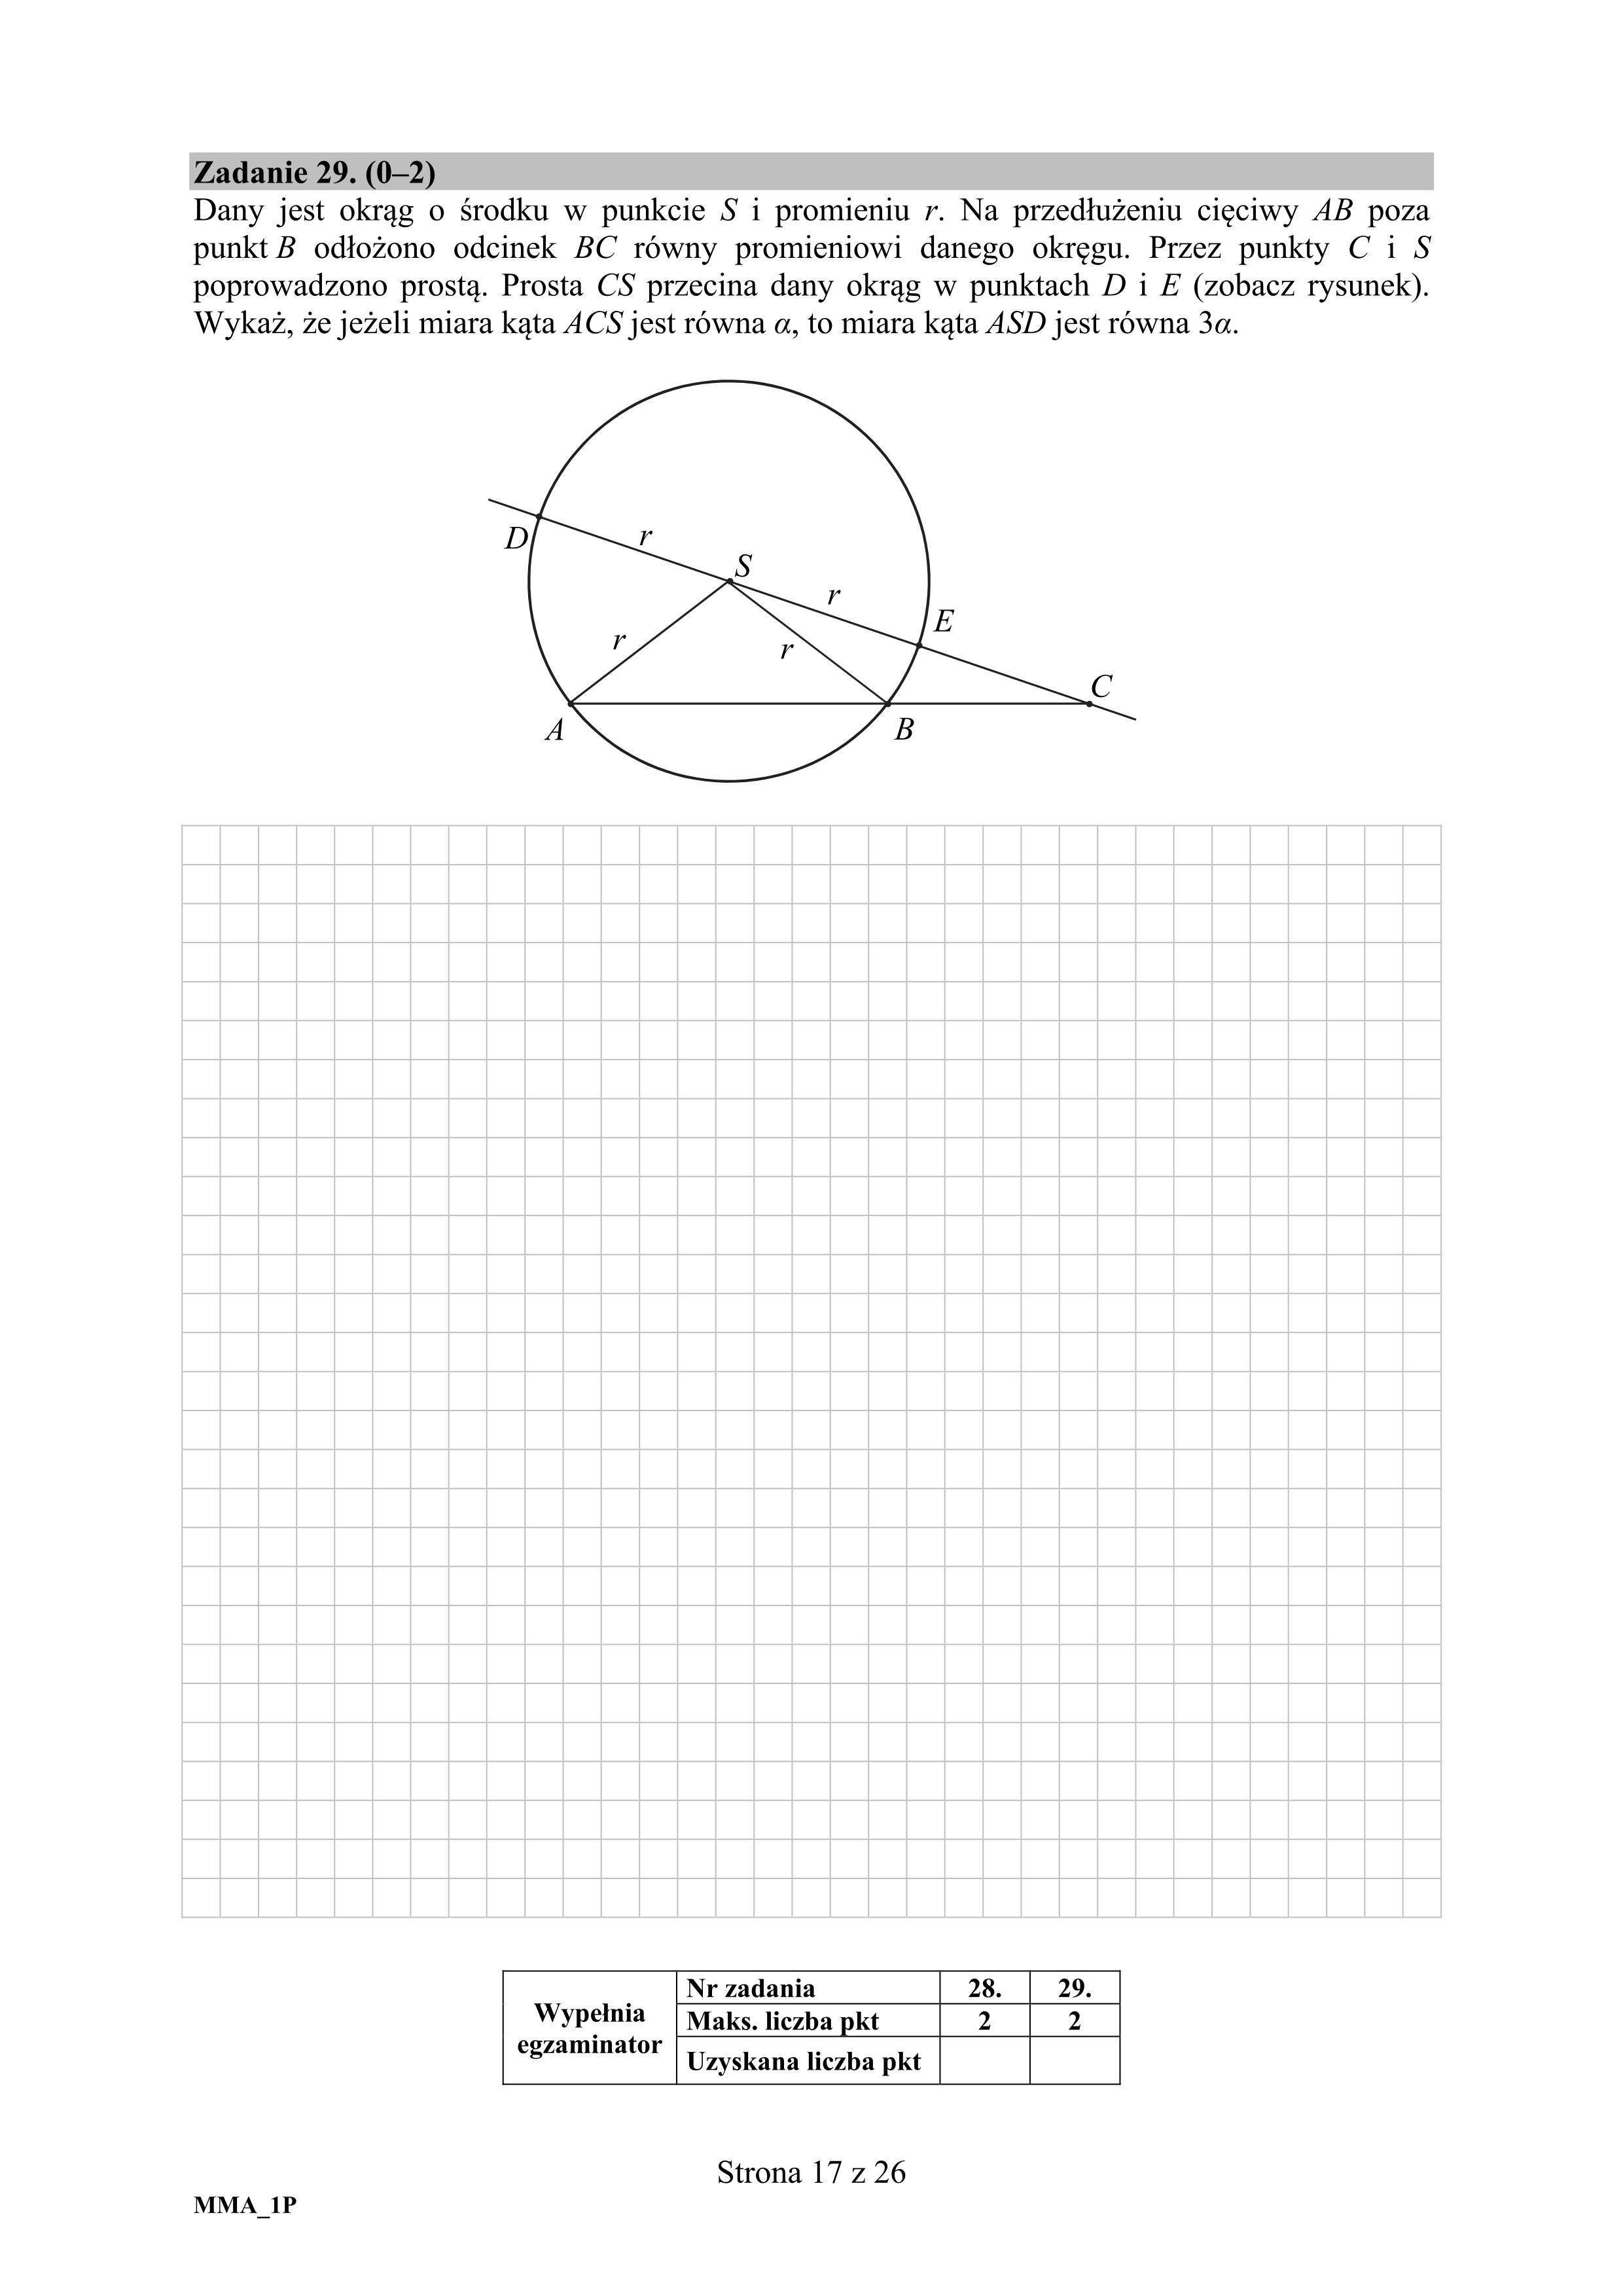 Zadanie 29. (0–2)
Dany jest okrąg o środku w punkcie S i promieniu r. Na przedłużeniu cięciwy AB poza
punkt B odłożono odcinek BC równy promieniowi danego okręgu. Przez punkty C i S
poprowadzono prostą. Prosta CS przecina dany okrąg w punktach D i E (zobacz rysunek).
Wykaż, że jeżeli miara kąta ACS jest równa α, to miara kąta ASD jest równa 3α.
D
r
S
r
E
r
r
C
A
B
Wypełnia
egzaminator
Nr zadania 28. 29.
Maks. liczba pkt 2 2
Uzyskana liczba pkt
Strona 17 z 26
MMA_1P